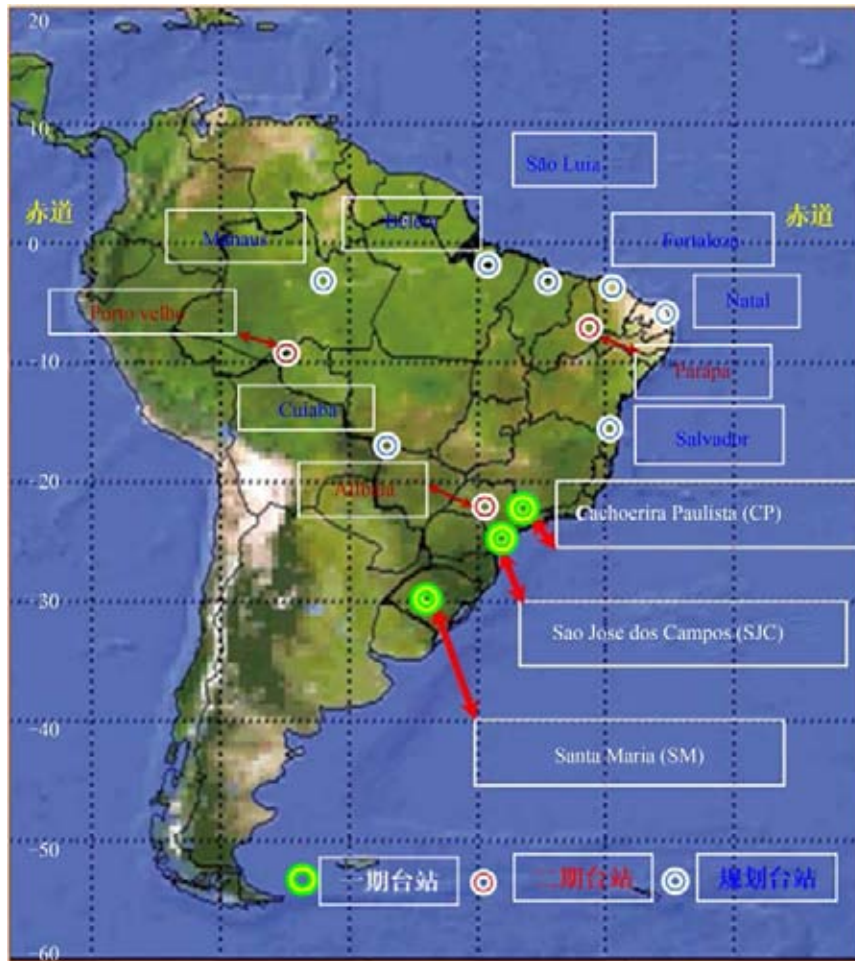 20
10
São Luia
赤道
赤道
Manaus
Belem
0
Fortaloza
Natal
Porto velho
-10
Parapa
Cuiaba
Salvador
-20
Cachoerira Paulista (CP)
-30
Sao Jose dos Campos (SJC)
-40
Santa Maria (SM)
-50
一期台站
二期台站
规划台站
-60